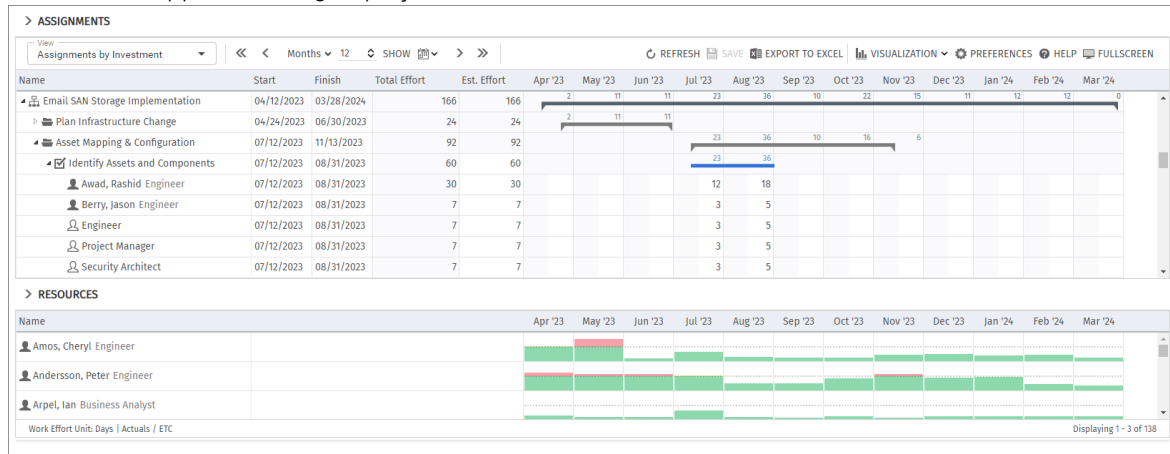 ASSIGNMENTS
View
Assignments by Investment
Months 12 SHOW
REFRESH SAVE EXPORT TO EXCEL VISUALIZATION PREFERENCES HELP FULLSCREEN
Name Start Finish Total Effort Est. Effort Apr '23 May '23 Jun '23 Jul '23 Aug '23 Sep '23 Oct '23 Nov '23 Dec '23 Jan '24 Feb '24 Mar '24
Email SAN Storage Implementation 04/12/2023 03/28/2024 166 166 2 11 11 23 36 10 22 15 11 12 12 0
Plan Infrastructure Change 04/24/2023 06/30/2023 24 24 2 11 11
Asset Mapping & Configuration 07/12/2023 11/13/2023 92 92 23 36 10 16 6
Identify Assets and Components 07/12/2023 08/31/2023 60 60 23 36
Awad, Rashid Engineer 07/12/2023 08/31/2023 30 30 12 18
Berry, Jason Engineer 07/12/2023 08/31/2023 7 7 3 5
Engineer 07/12/2023 08/31/2023 7 7 3 5
Project Manager 07/12/2023 08/31/2023 7 7 3 5
Security Architect 07/12/2023 08/31/2023 7 7 3 5
RESOURCES
Name Apr '23 May '23 Jun '23 Jul '23 Aug '23 Sep '23 Oct '23 Nov '23 Dec '23 Jan '24 Feb '24 Mar '24
Amos, Cheryl Engineer
Andersson, Peter Engineer
Arpel, Ian Business Analyst
Work Effort Unit: Days | Actuals / ETC Displaying 1 - 3 of 138